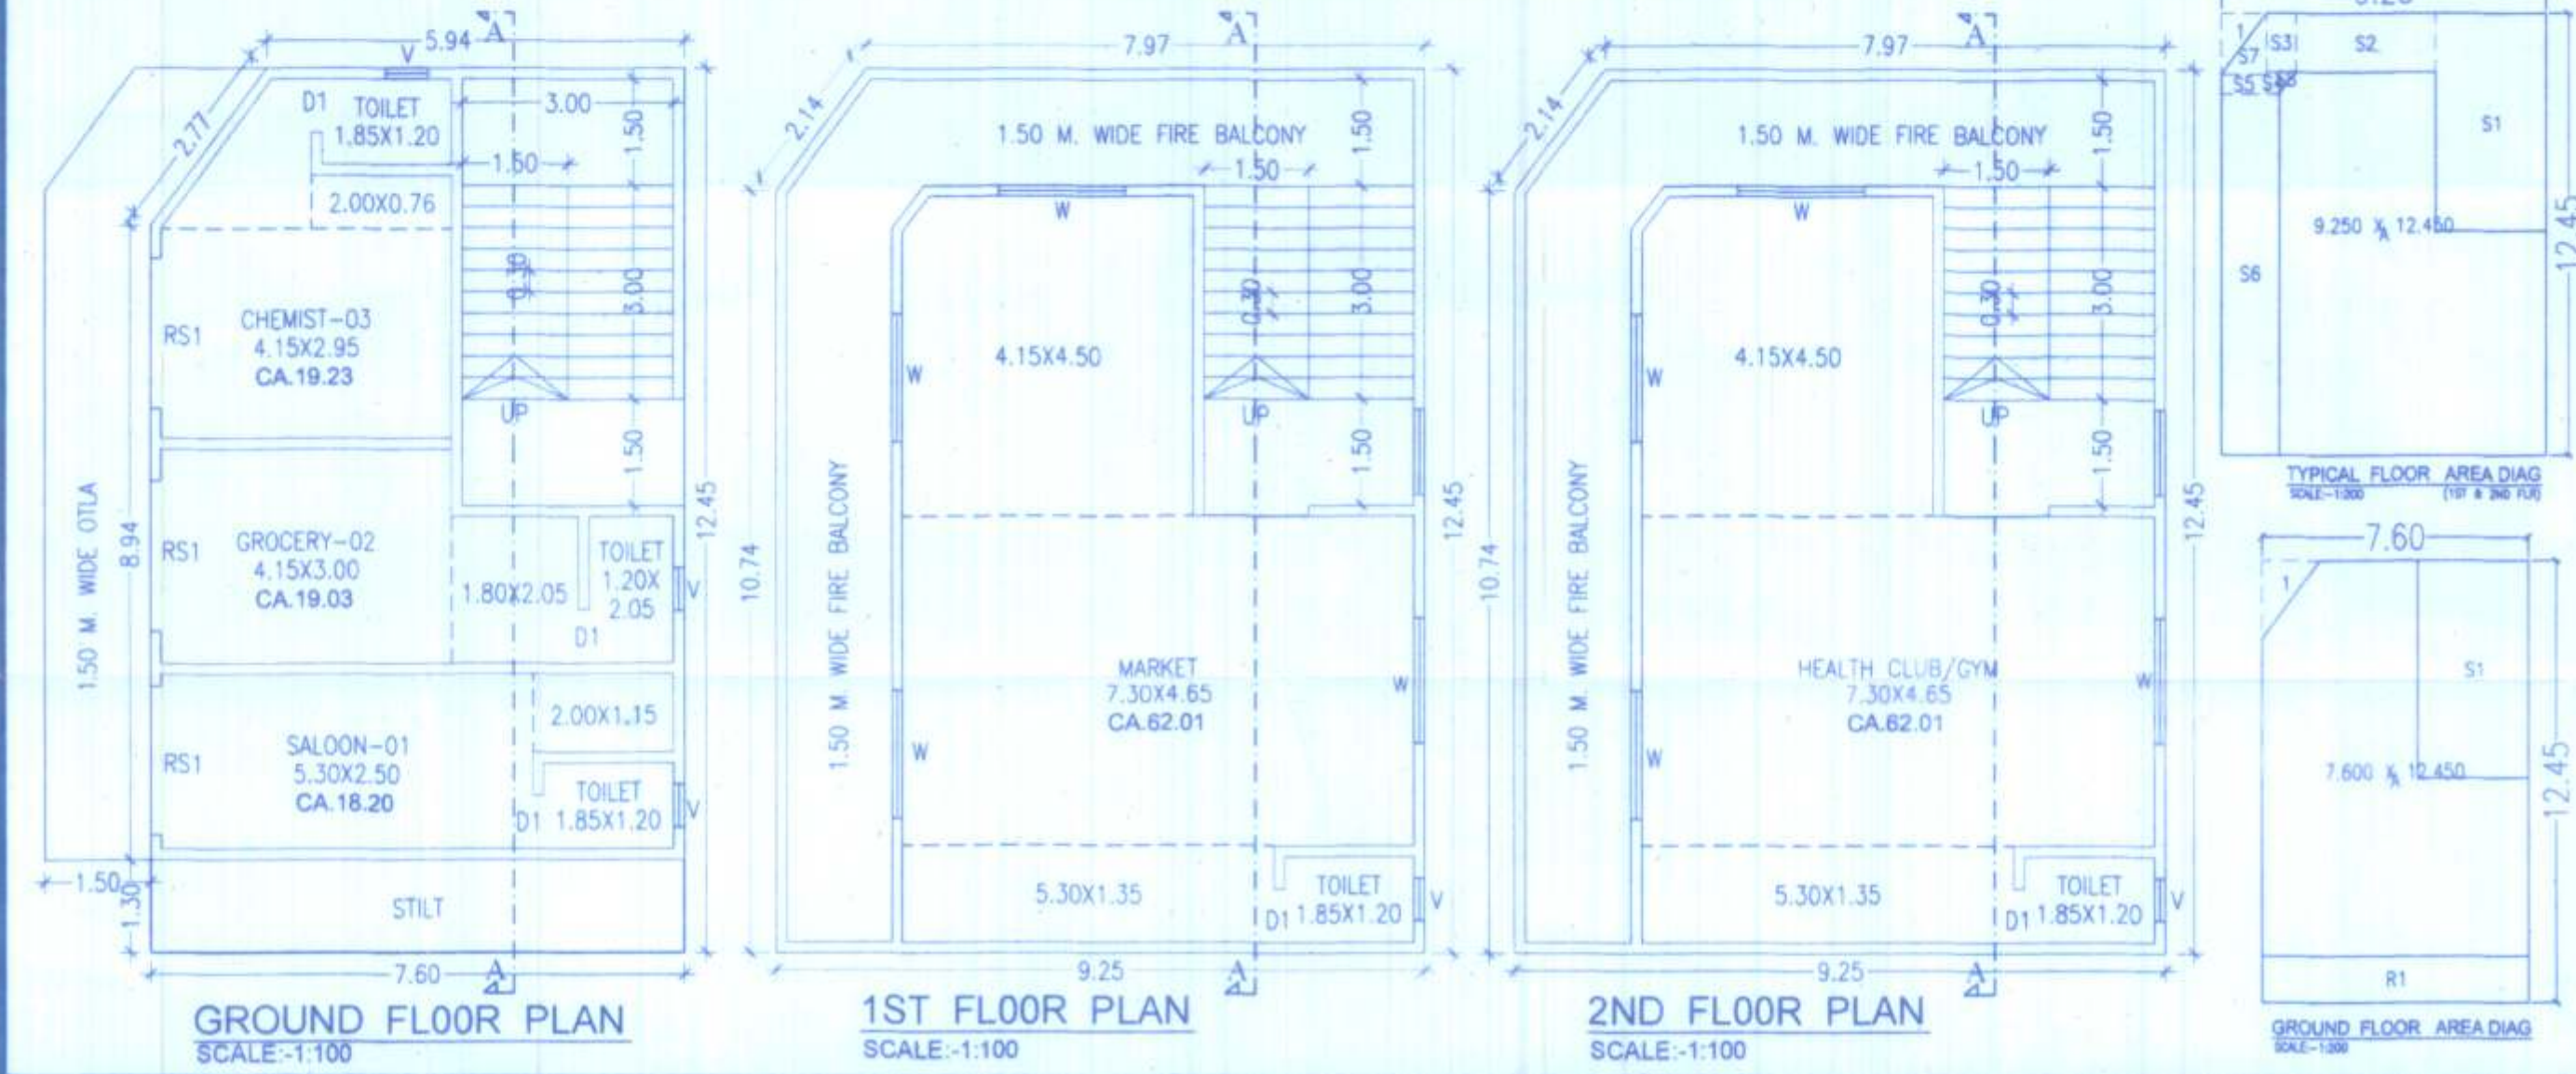 A
5.94
V
D1
TOILET
1.85X1.20
3.00
2.77
1.50
2.00X0.76
RS1
CHEMIST-03
4.15X2.95
CA.19.23
0.30
3.00
UP
1.50
1.50 M. WIDE OTLA
8.94
12.45
RS1
GROCERY-02
4.15X3.00
CA.19.03
1.80X2.05
TOILET
1.20X
2.05
V
D1
RS1
SALOON-01
5.30X2.50
CA.18.20
2.00X1.15
TOILET
D1 1.85X1.20
V
1.50
1.30
STILT
7.60
A
GROUND FLOOR PLAN
SCALE:-1:100
A
7.97
2.14
1.50 M. WIDE FIRE BALCONY
1.50
1.50
W
4.15X4.50
W
0.30
3.00
UP
1.50
1.50 M. WIDE FIRE BALCONY
10.74
12.45
MARKET
7.30X4.65
CA.62.01
W
W
5.30X1.35
TOILET
D1 1.85X1.20
V
9.25
A
1ST FLOOR PLAN
SCALE:-1:100
A
7.97
2.14
1.50 M. WIDE FIRE BALCONY
1.50
1.50
W
4.15X4.50
W
0.30
3.00
UP
1.50
1.50 M. WIDE FIRE BALCONY
10.74
12.45
HEALTH CLUB/GYM
7.30X4.65
CA.62.01
W
W
5.30X1.35
TOILET
D1 1.85X1.20
V
9.25
A
2ND FLOOR PLAN
SCALE:-1:100
1
S7
S3
S2
S5
S1
9.250 X 12.450
A
S6
12.45
TYPICAL FLOOR AREA DIAG
SCALE:-1:200 (1ST & 2ND FLR)
7.60
1
S1
7.600 X 12.450
A
12.45
R1
GROUND FLOOR AREA DIAG
SCALE:-1:200